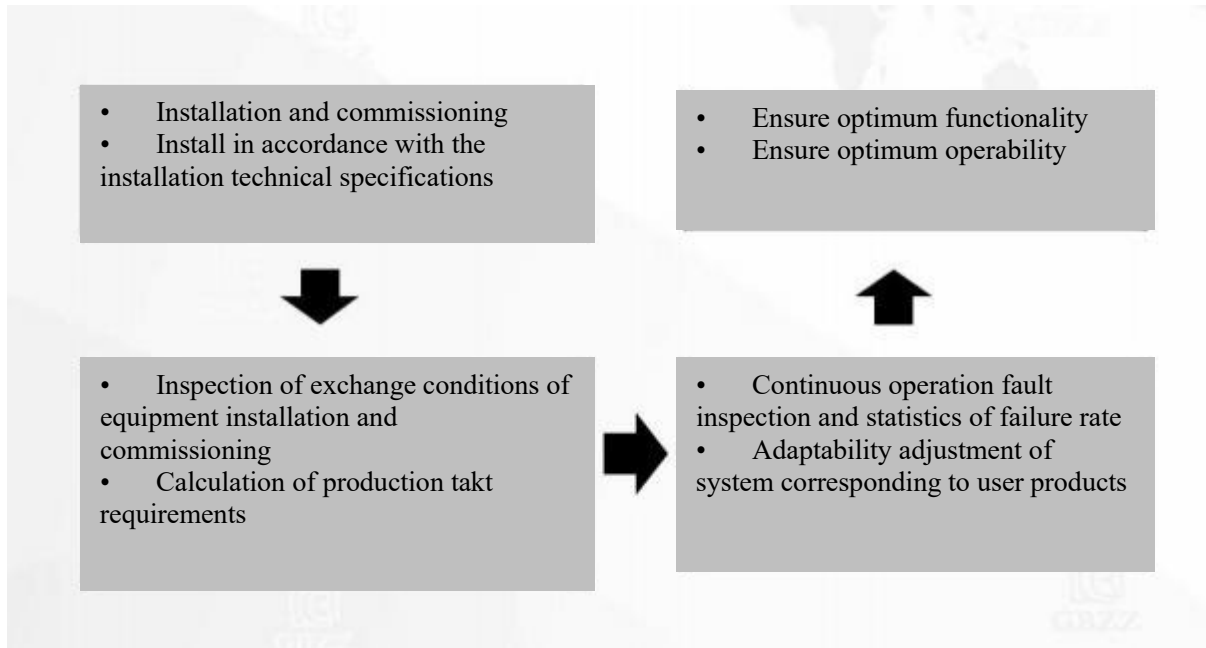 • Installation and commissioning
• Install in accordance with the
installation technical specifications
• Inspection of exchange conditions of
equipment installation and
commissioning
• Calculation of production takt
requirements
• Continuous operation fault
inspection and statistics of failure rate
• Adaptability adjustment of
system corresponding to user products
• Ensure optimum functionality
• Ensure optimum operability